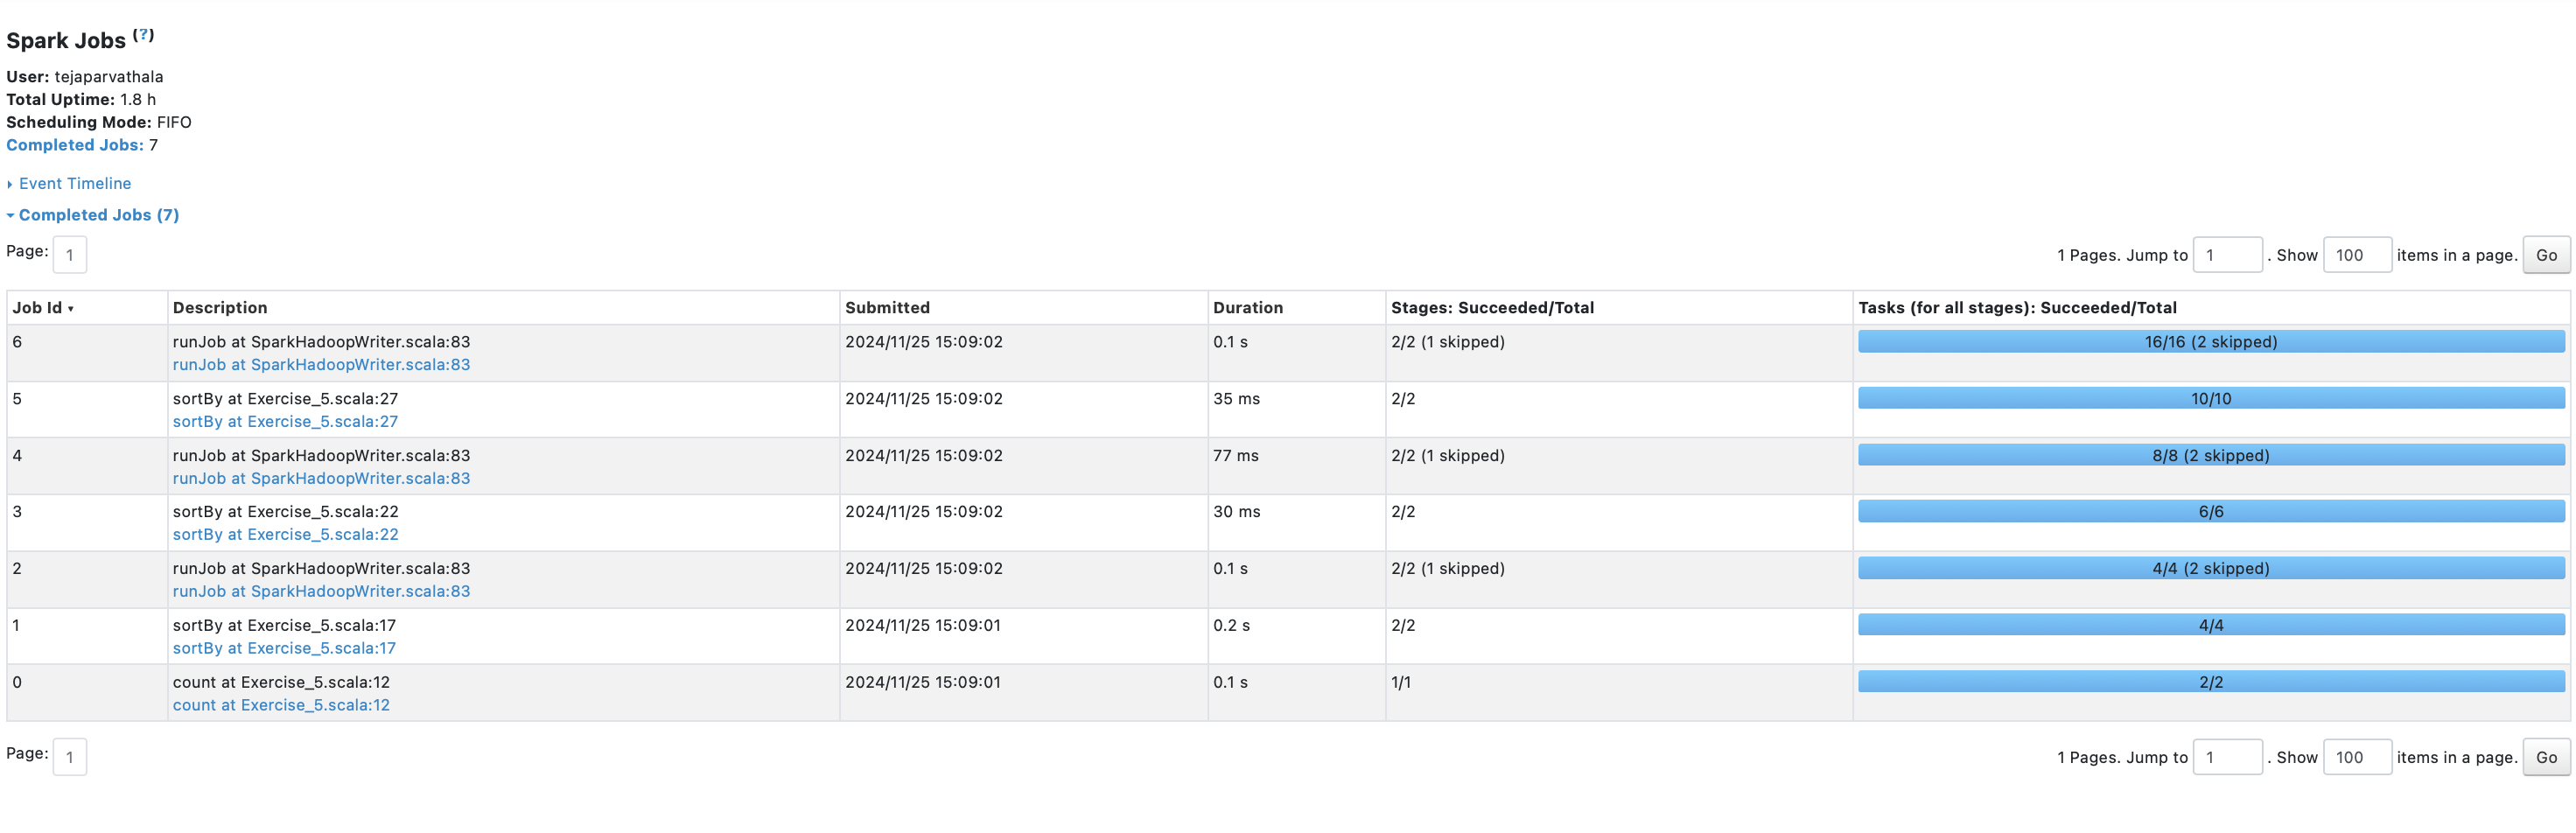 Spark Jobs (?)
User: tejaparvathala
Total Uptime: 1.8 h
Scheduling Mode: FIFO
Completed Jobs: 7
Event Timeline
Completed Jobs (7)
Page: 1 1 Pages. Jump to 1 . Show 100 items in a page. Go
Job Id ▾ Description Submitted Duration Stages: Succeeded/Total Tasks (for all stages): Succeeded/Total
6 runJob at SparkHadoopWriter.scala:83 2024/11/25 15:09:02 0.1 s 2/2 (1 skipped) 16/16 (2 skipped)
runJob at SparkHadoopWriter.scala:83
5 sortBy at Exercise_5.scala:27 2024/11/25 15:09:02 35 ms 2/2 10/10
sortBy at Exercise_5.scala:27
4 runJob at SparkHadoopWriter.scala:83 2024/11/25 15:09:02 77 ms 2/2 (1 skipped) 8/8 (2 skipped)
runJob at SparkHadoopWriter.scala:83
3 sortBy at Exercise_5.scala:22 2024/11/25 15:09:02 30 ms 2/2 6/6
sortBy at Exercise_5.scala:22
2 runJob at SparkHadoopWriter.scala:83 2024/11/25 15:09:02 0.1 s 2/2 (1 skipped) 4/4 (2 skipped)
runJob at SparkHadoopWriter.scala:83
1 sortBy at Exercise_5.scala:17 2024/11/25 15:09:01 0.2 s 2/2 4/4
sortBy at Exercise_5.scala:17
0 count at Exercise_5.scala:12 2024/11/25 15:09:01 0.1 s 1/1 2/2
count at Exercise_5.scala:12
Page: 1 1 Pages. Jump to 1 . Show 100 items in a page. Go